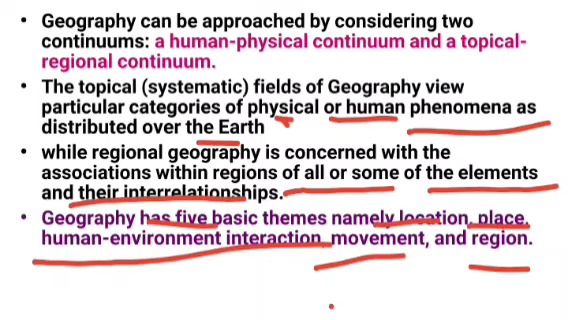 • Geography can be approached by considering two
continuums: a human-physical continuum and a topical-
regional continuum.
• The topical (systematic) fields of Geography view
particular categories of physical or human phenomena as
distributed over the Earth
• while regional geography is concerned with the
associations within regions of all or some of the elements
and their interrelationships.
• Geography has five basic themes namely location, place,
human-environment interaction, movement, and region.